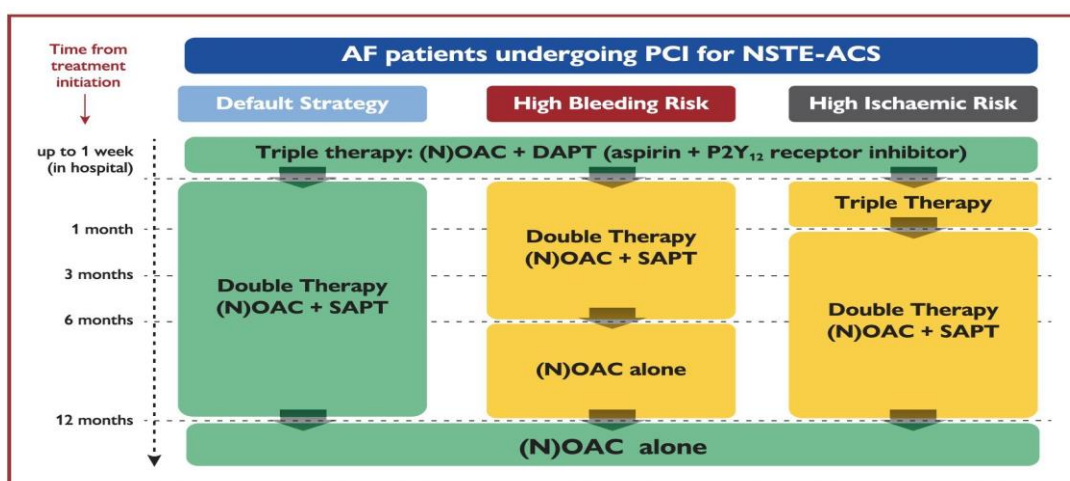 Time from
treatment
initiation
AF patients undergoing PCI for NSTE-ACS
Default Strategy
High Bleeding Risk
High Ischaemic Risk
up to 1 week
(in hospital)
Triple therapy: (N)OAC + DAPT (aspirin + P2Y₁₂ receptor inhibitor)
Triple Therapy
1 month
Double Therapy
(N)OAC + SAPT
3 months
Double Therapy
(N)OAC + SAPT
6 months
Double Therapy
(N)OAC + SAPT
(N)OAC alone
12 months
(N)OAC alone